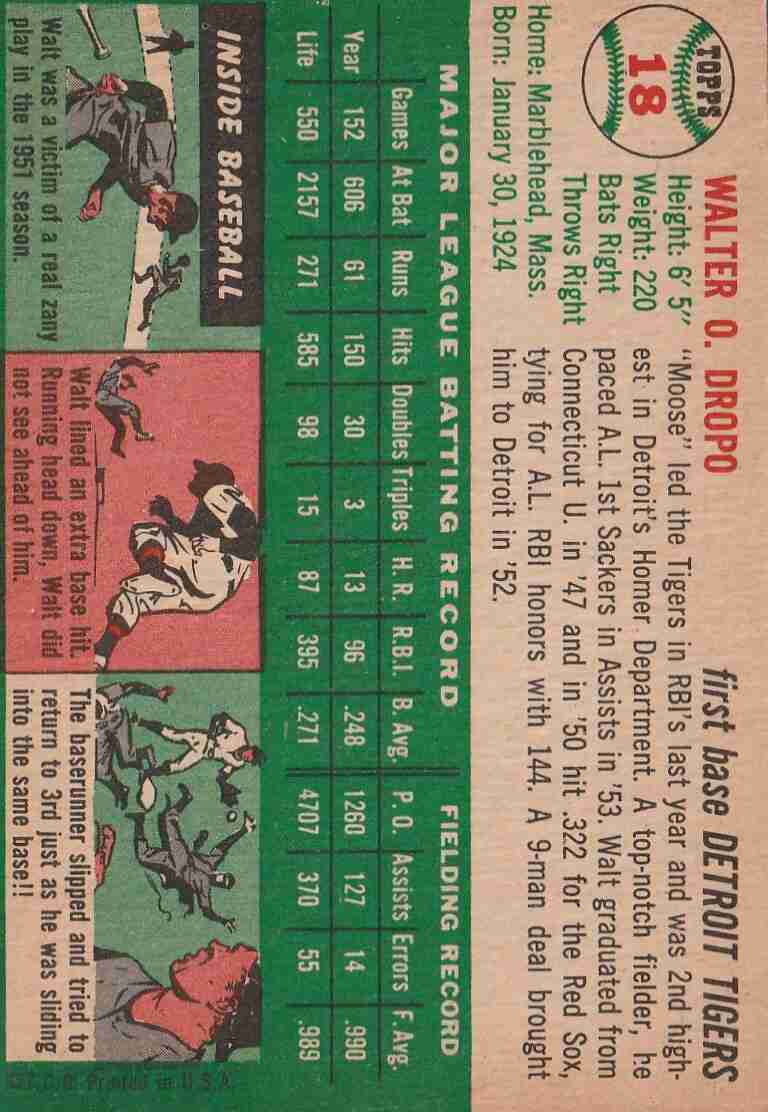 TOPPS
18
WALTER O. DROPO
first base DETROIT TIGERS
Height: 6' 5"
Weight: 220
Bats Right
Throws Right
Home: Marblehead, Mass.
Born: January 30, 1924
"Moose" led the Tigers in RBI's last year and was 2nd high-
est in Detroit's Homer Department. A top-notch fielder, he
paced A.L. 1st Sackers in Assists in '53. Walt graduated from
Connecticut U. in '47 and in '50 hit .322 for the Red Sox,
tying for A.L. RBI honors with 144. A 9-man deal brought
him to Detroit in '52.
MAJOR LEAGUE BATTING RECORD FIELDING RECORD
Games At Bat Runs Hits Doubles Triples H. R. R.B.I. B. Avg. P. O. Assists Errors F. Avg.
Year 152 606 61 150 30 3 13 96 .248 1260 127 14 .990
Life 550 2157 271 585 98 15 87 395 .271 4707 370 55 .989
INSIDE BASEBALL
Walt was a victim of a real zany
play in the 1951 season.
Walt lined an extra base hit.
Running head down, Walt did
not see ahead of him.
The baserunner slipped and tried to
return to 3rd just as he was sliding
into the same base!!
T. C. G. Printed in U.S.A.